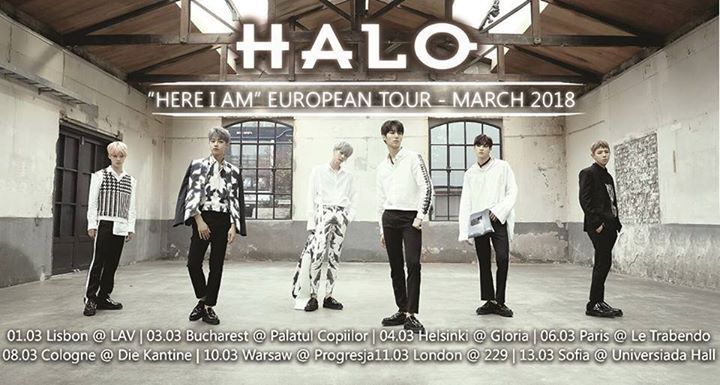 HALO
"HERE I AM" EUROPEAN TOUR - MARCH 2018
01.03 Lisbon @ LAV | 03.03 Bucharest @ Palatul Copiilor | 04.03 Helsinki @ Gloria | 06.03 Paris @ Le Trabendo
08.03 Cologne @ Die Kantine | 10.03 Warsaw @ Progresja11.03 London @ 229 | 13.03 Sofia @ Universiada Hall